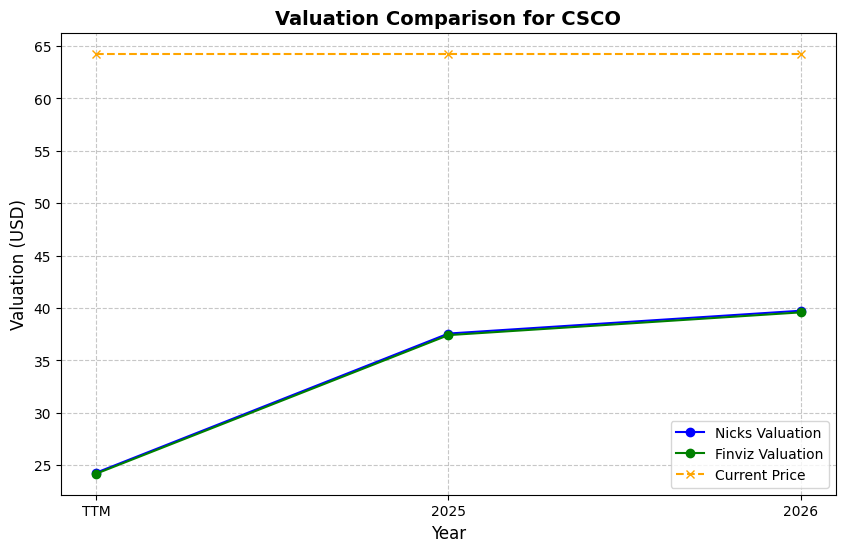 Valuation Comparison for CSCO
Valuation (USD)
65
60
55
50
45
40
35
30
25
TTM
2025
2026
Year
Nicks Valuation
Finviz Valuation
Current Price